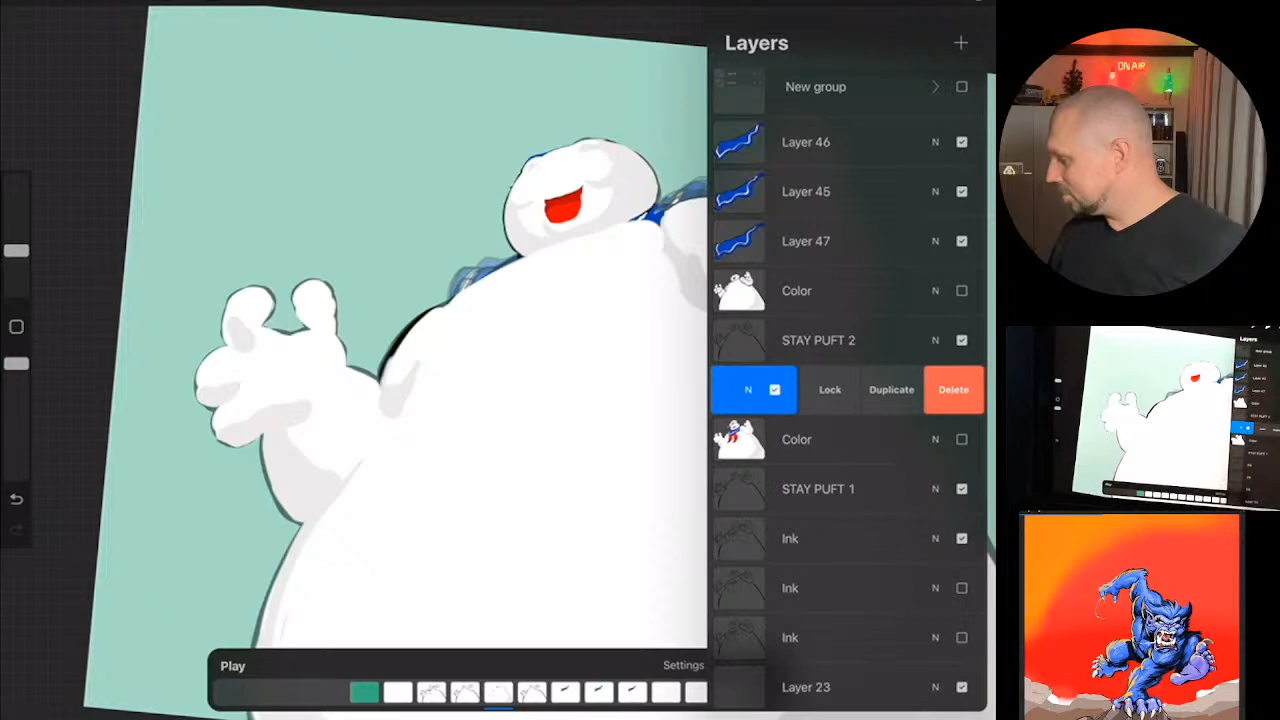 Layers
New group
Layer 46 N
Layer 45 N
Layer 47 N
Color N
STAY PUFT 2 N
N Lock Duplicate Delete
Color N
STAY PUFT 1 N
Ink N
Ink N
Ink N
Layer 23 N
Play Settings
ON AIR
Layers